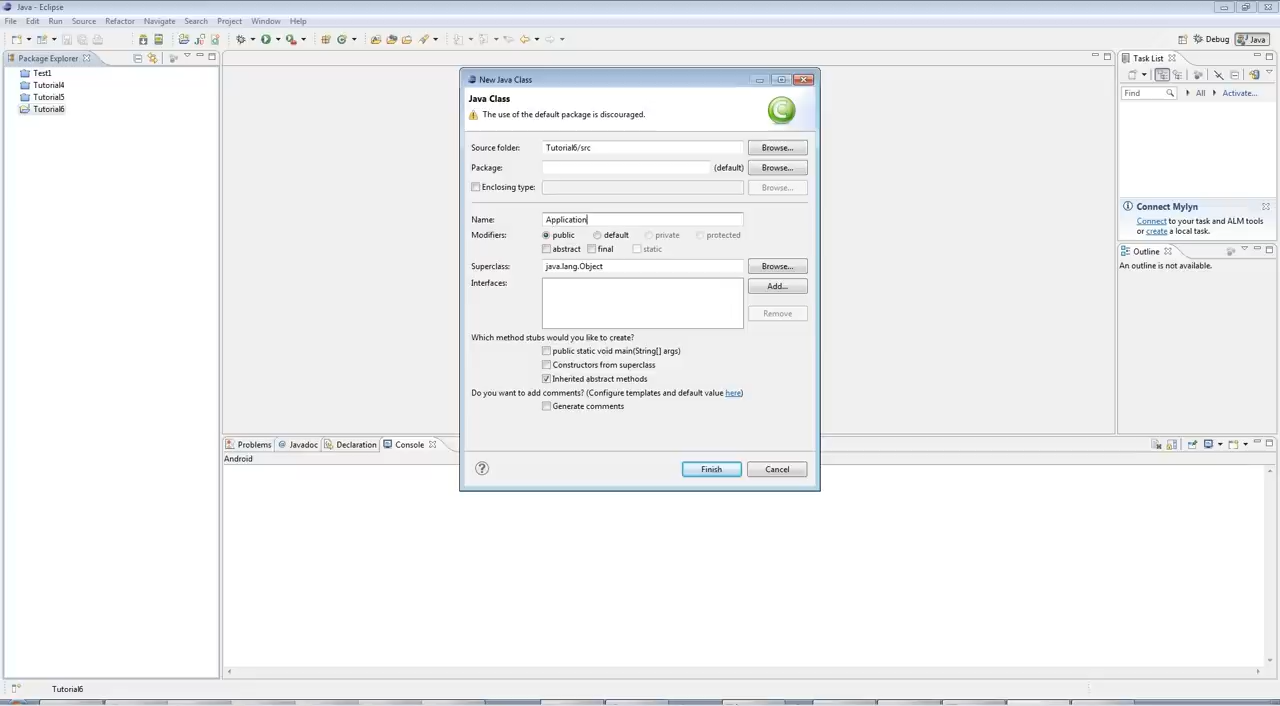 Java - Eclipse
File Edit Run Source Refactor Navigate Search Project Window Help
Debug Java
Package Explorer
Test1
Tutorial4
Tutorial5
Tutorial6
New Java Class
Java Class
The use of the default package is discouraged.
Source folder: Tutorial6/src Browse...
Package: (default) Browse...
Enclosing type: Browse...
Name: Application
Modifiers: public default private protected
abstract final static
Superclass: java.lang.Object Browse...
Interfaces: Add...
Remove
Which method stubs would you like to create?
public static void main(String[] args)
Constructors from superclass
Inherited abstract methods
Do you want to add comments? (Configure templates and default value here)
Generate comments
Finish Cancel
Task List
Find All Activate...
Connect Mylyn
Connect to your task and ALM tools
or create a local task.
Outline
An outline is not available.
Problems Javadoc Declaration Console
Android
Tutorial6